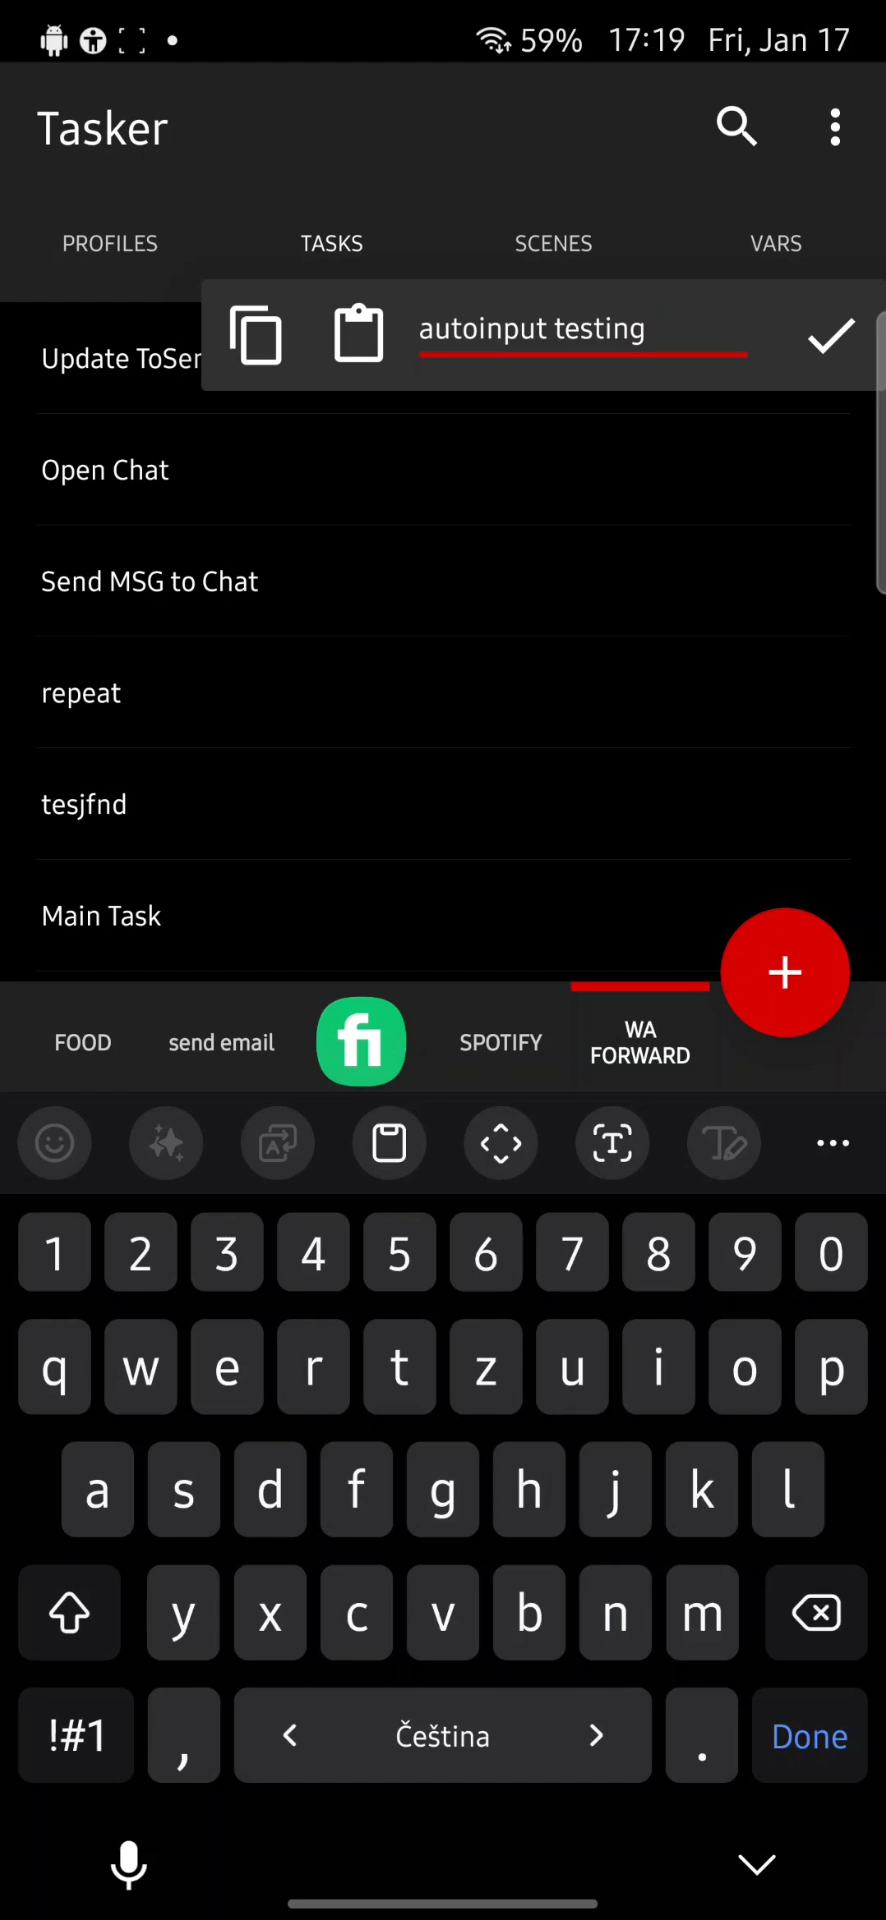 59% 17:19 Fri, Jan 17
Tasker
PROFILES TASKS SCENES VARS
autoinput testing
Update ToSer
Open Chat
Send MSG to Chat
repeat
tesjfnd
Main Task
+
FOOD send email fi SPOTIFY WA FORWARD
1 2 3 4 5 6 7 8 9 0
q w e r t z u i o p
a s d f g h j k l
y x c v b n m
!#1 , < Čeština > . Done